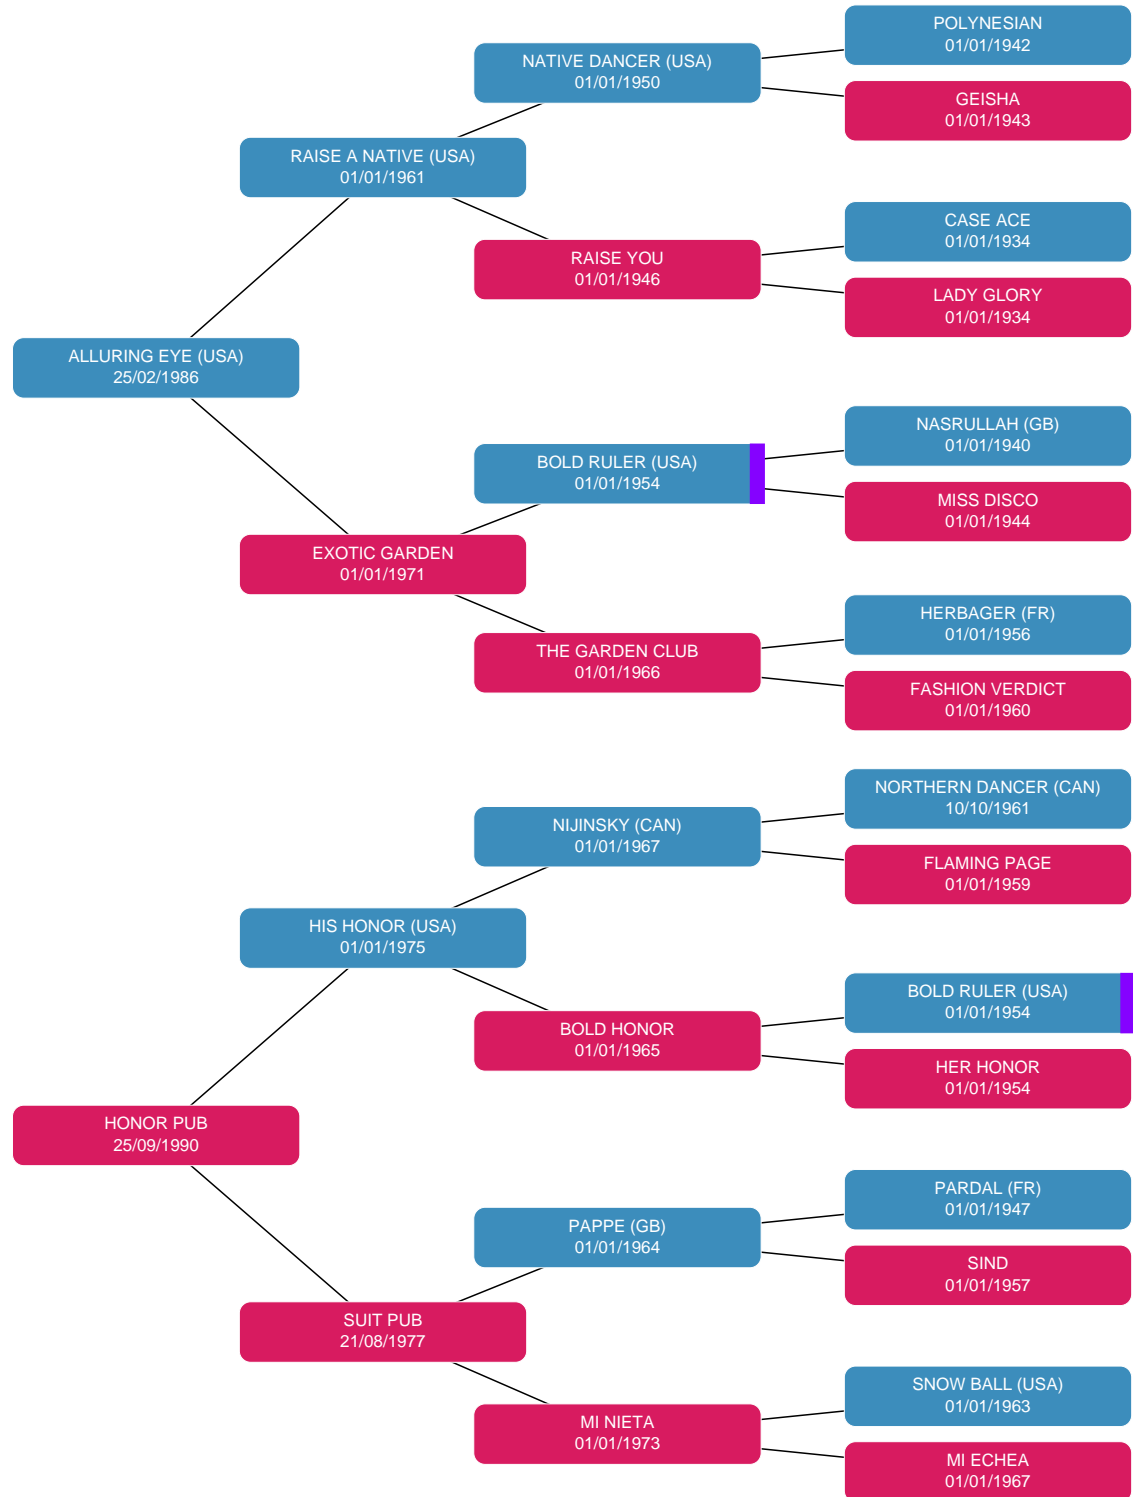 POLYNESIAN
01/01/1942
NATIVE DANCER (USA)
01/01/1950
GEISHA
01/01/1943
RAISE A NATIVE (USA)
01/01/1961
CASE ACE
01/01/1934
RAISE YOU
01/01/1946
LADY GLORY
01/01/1934
ALLURING EYE (USA)
25/02/1986
NASRULLAH (GB)
01/01/1940
BOLD RULER (USA)
01/01/1954
MISS DISCO
01/01/1944
EXOTIC GARDEN
01/01/1971
HERBAGER (FR)
01/01/1956
THE GARDEN CLUB
01/01/1966
FASHION VERDICT
01/01/1960
NORTHERN DANCER (CAN)
10/10/1961
NIJINSKY (CAN)
01/01/1967
FLAMING PAGE
01/01/1959
HIS HONOR (USA)
01/01/1975
BOLD RULER (USA)
01/01/1954
BOLD HONOR
01/01/1965
HER HONOR
01/01/1954
HONOR PUB
25/09/1990
PARDAL (FR)
01/01/1947
PAPPE (GB)
01/01/1964
SIND
01/01/1957
SUIT PUB
21/08/1977
SNOW BALL (USA)
01/01/1963
MI NIETA
01/01/1973
MI ECHEA
01/01/1967